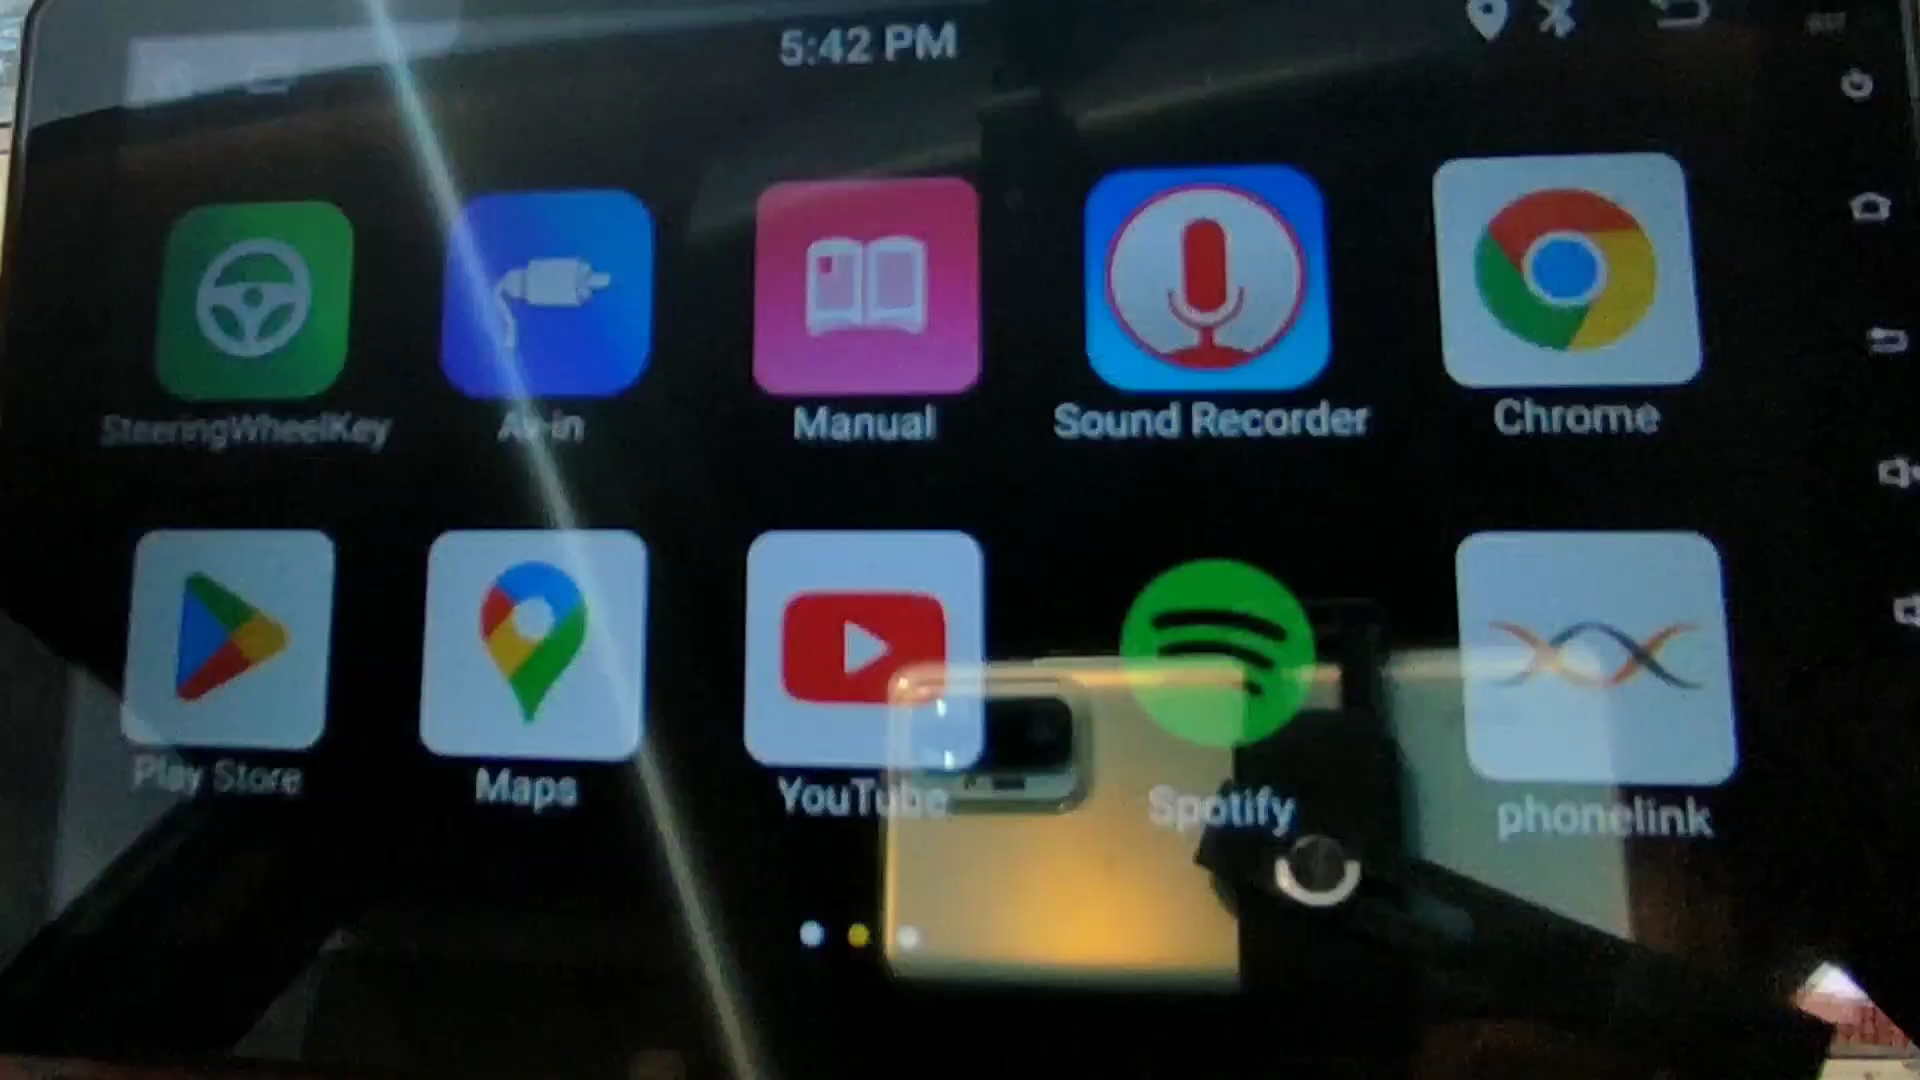 5:42 PM
SteeringWheelKey
Manual
Sound Recorder
Chrome
Play Store
Maps
YouTube
Spotify
phonelink